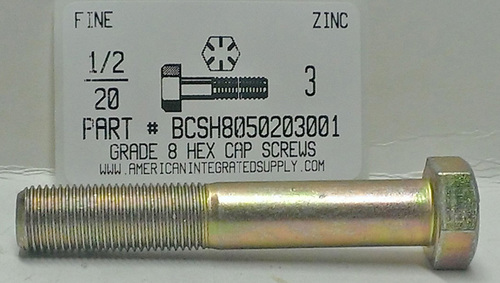 FINE ZINC
1/2
20
3
PART # BCSH8050203001
GRADE 8 HEX CAP SCREWS
WWW.AMERICANINTEGRATEDSUPPLY.COM